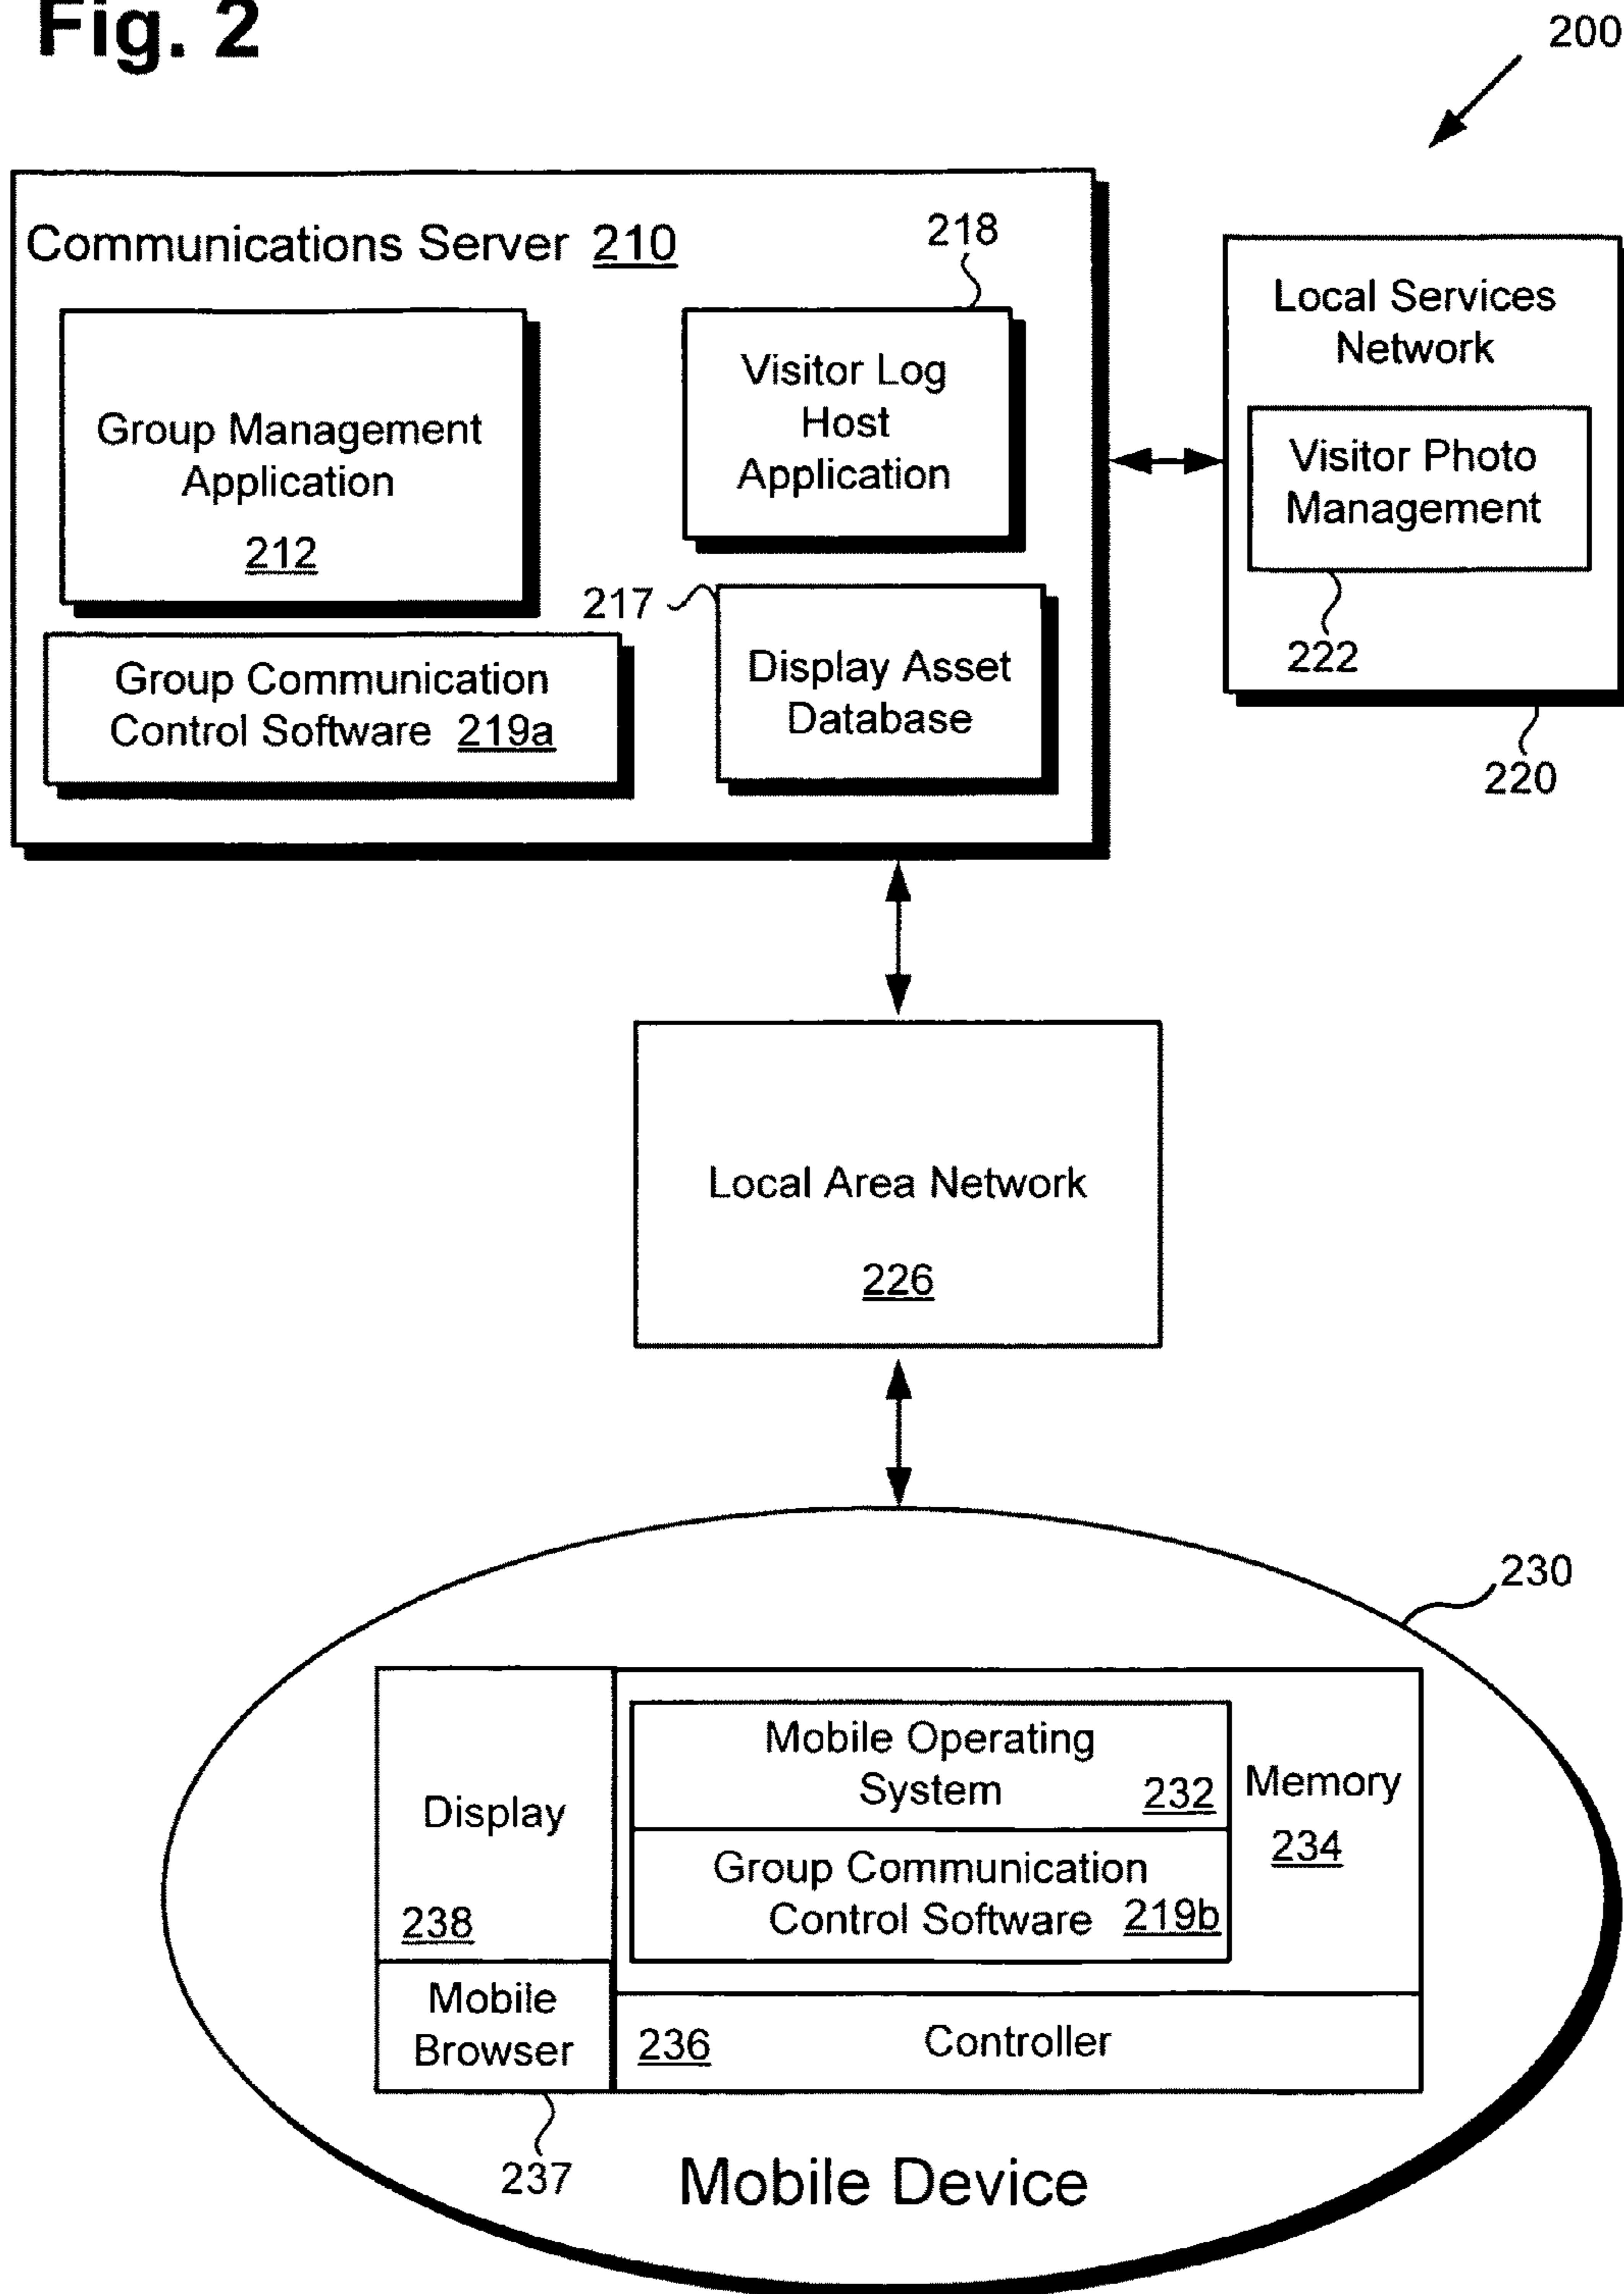 Fig. 2
200
Communications Server 210
218
Group Management
Application
212
Visitor Log
Host
Application
Local Services
Network
Visitor Photo
Management
222
220
217
Group Communication
Control Software 219a
Display Asset
Database
Local Area Network
226
230
Display
238
Mobile Operating
System 232
Group Communication
Control Software 219b
Memory
234
Mobile
Browser
236 Controller
237
Mobile Device